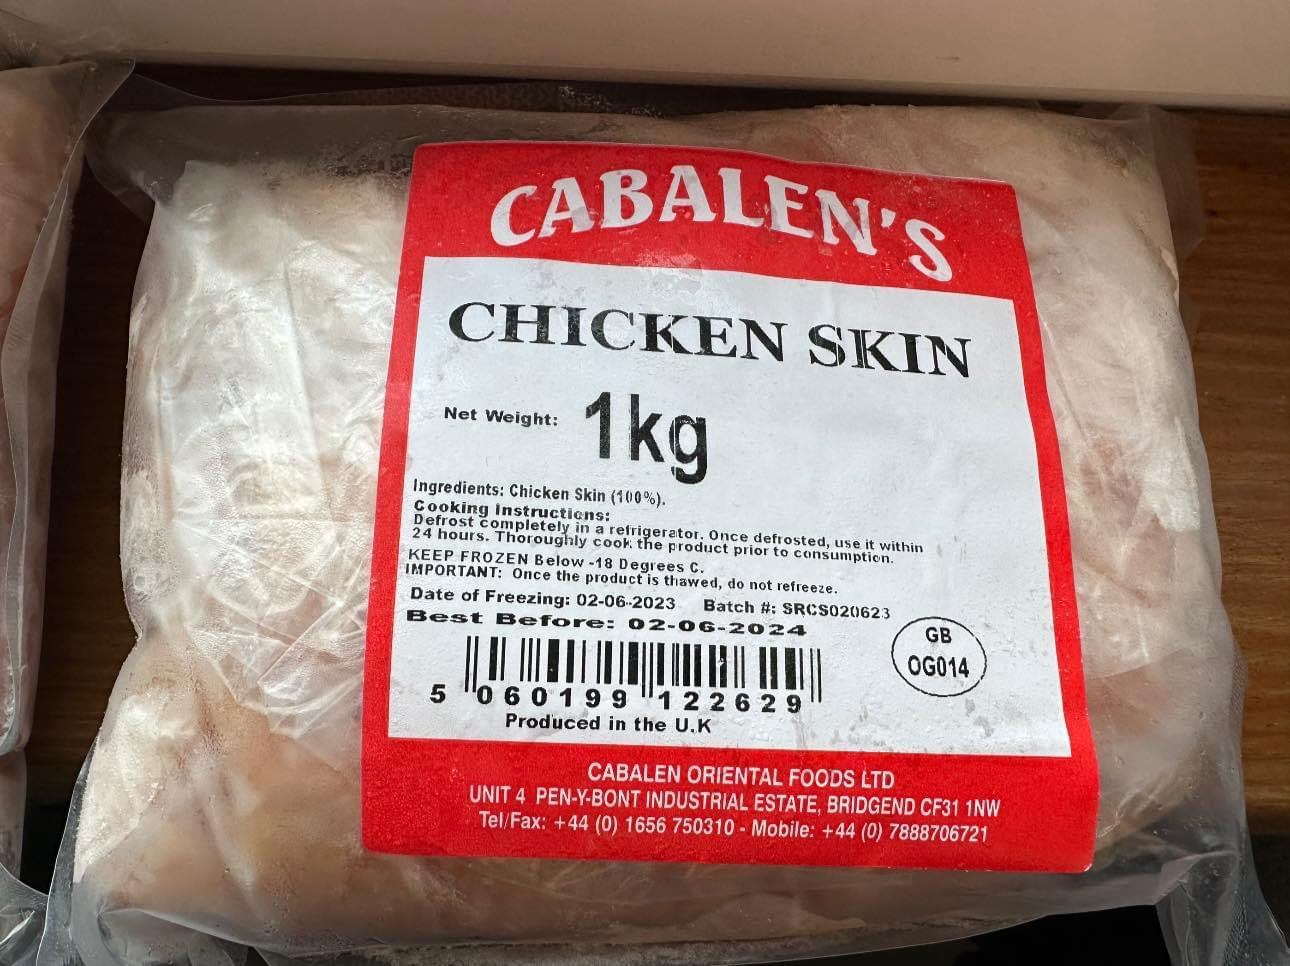 CABALEN'S
CHICKEN SKIN
Net Weight: 1kg
Ingredients: Chicken Skin (100%).
Cooking Instructions:
Defrost completely in a refrigerator. Once defrosted, use it within
24 hours. Thoroughly cook the product prior to consumption.
KEEP FROZEN Below -18 Degrees C.
IMPORTANT: Once the product is thawed, do not refreeze.
Date of Freezing: 02-06-2023 Batch #: SRCS020623
Best Before: 02-06-2024
GB
OG014
5 060199 122629
Produced in the U.K
CABALEN ORIENTAL FOODS LTD
UNIT 4 PEN-Y-BONT INDUSTRIAL ESTATE, BRIDGEND CF31 1NW
Tel/Fax: +44 (0) 1656 750310 - Mobile: +44 (0) 7888706721